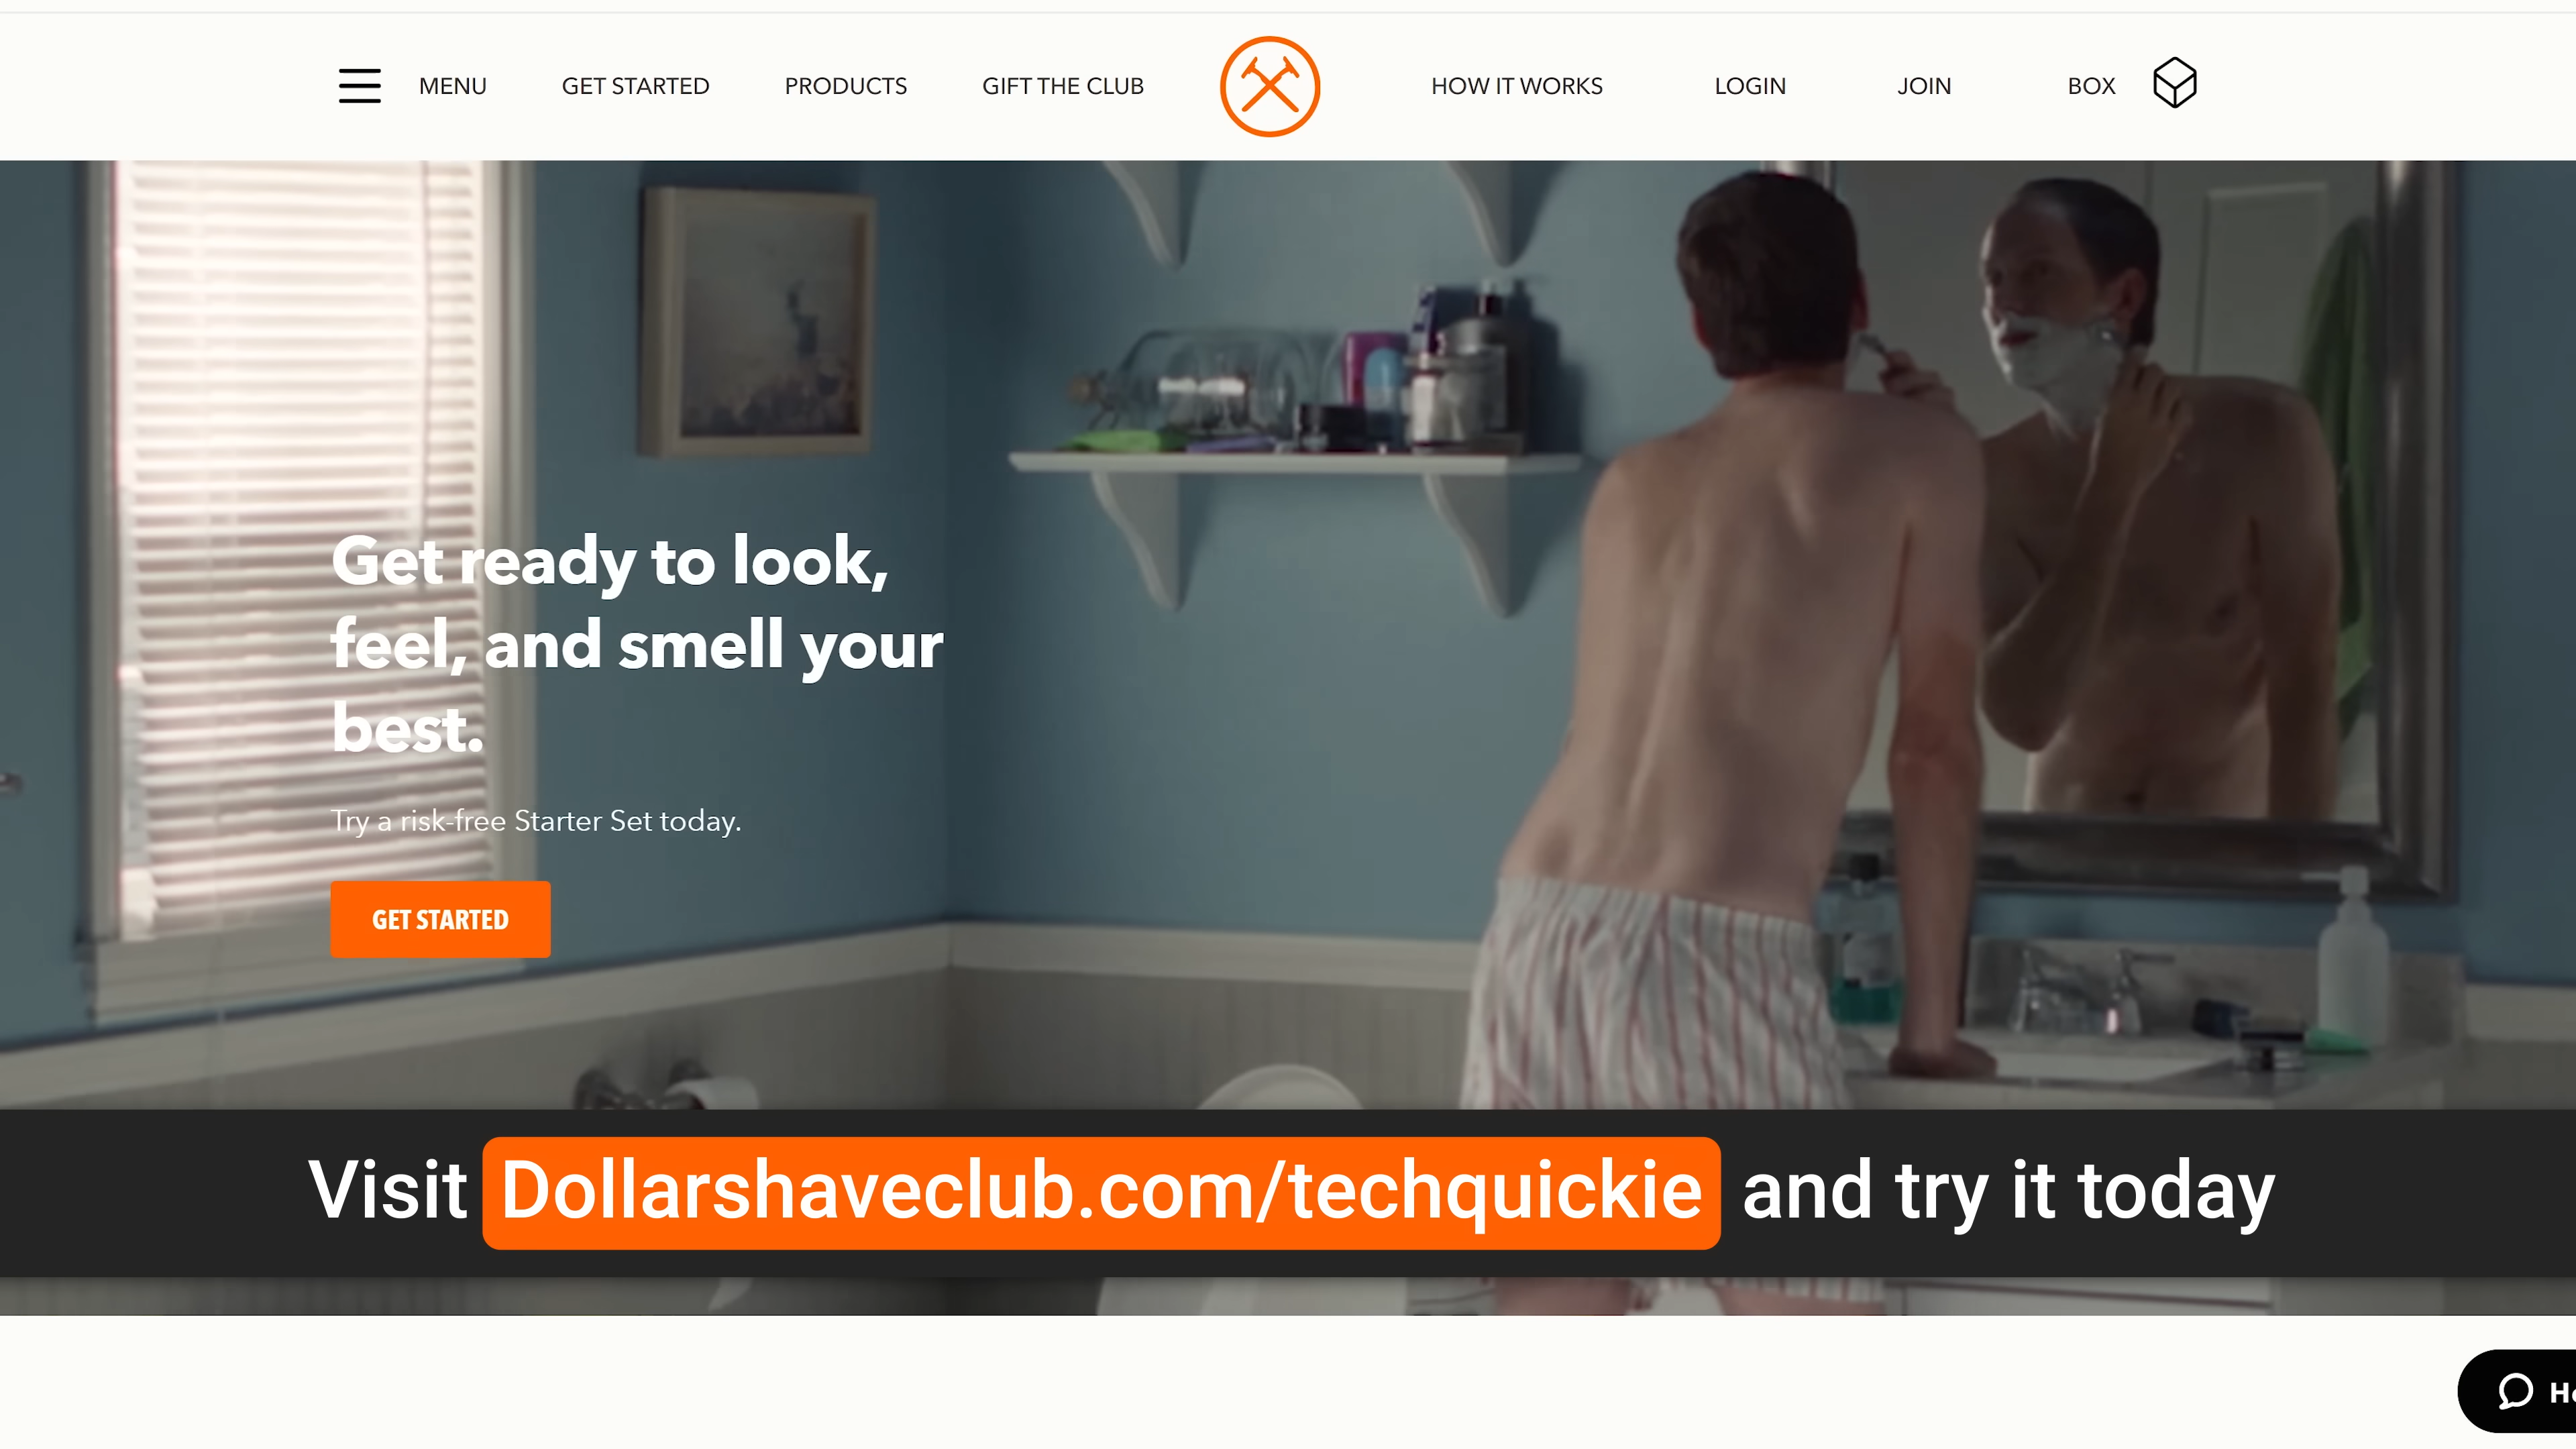 MENU GET STARTED PRODUCTS GIFT THE CLUB HOW IT WORKS LOGIN JOIN BOX
Get ready to look,
feel, and smell your
best.
Try a risk-free Starter Set today.
GET STARTED
Visit Dollarshaveclub.com/techquickie and try it today